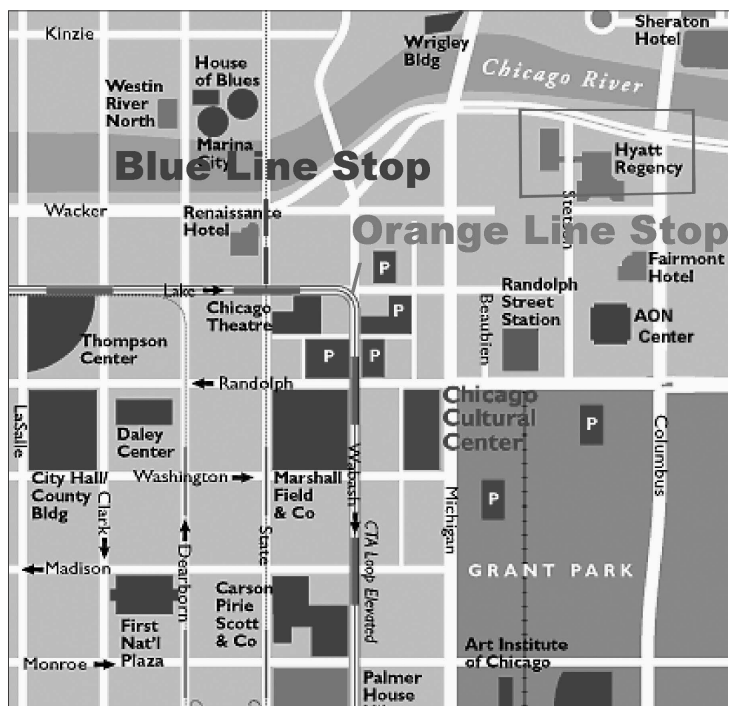 Kinzie
Wrigley
Bldg
Sheraton
Hotel
House
of Blues
Westin
River
North
Chicago River
Marina
City
Blue Line Stop
Hyatt
Regency
Wacker
Renaissance
Hotel
Stetson
Orange Line Stop
P
Fairmont
Hotel
Lake
Randolph
Street
Station
Beaubien
Chicago
Theatre
P
AON
Center
Thompson
Center
P
P
Randolph
Chicago
Cultural
Center
P
LaSalle
Daley
Center
Columbus
Wabash
City Hall/
County
Bldg
Washington
Marshall
Field
& Co
P
Clark
Michigan
State
Dearborn
CTA Loop Elevated
Madison
GRANT PARK
Carson
Pirie
Scott
& Co
First
Nat'l
Plaza
Art Institute
of Chicago
Monroe
Palmer
House